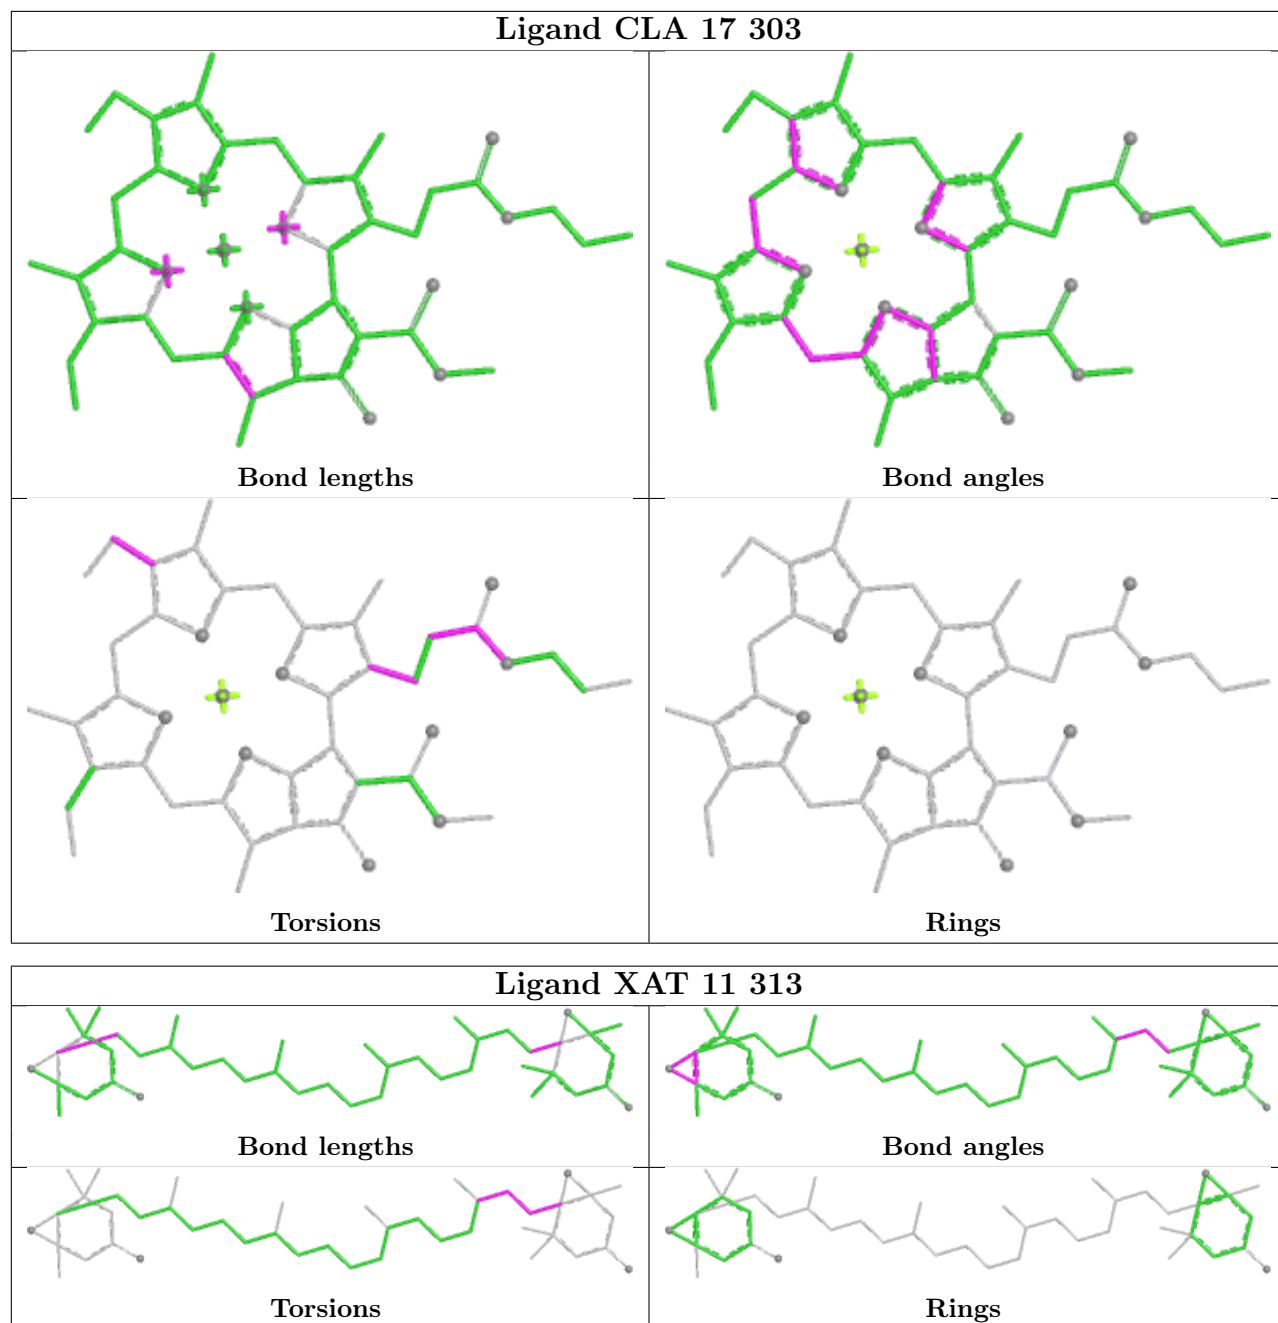 Ligand CLA 17 303
Bond lengths
Bond angles
Torsions
Rings
Ligand XAT 11 313
Bond lengths
Bond angles
Torsions
Rings